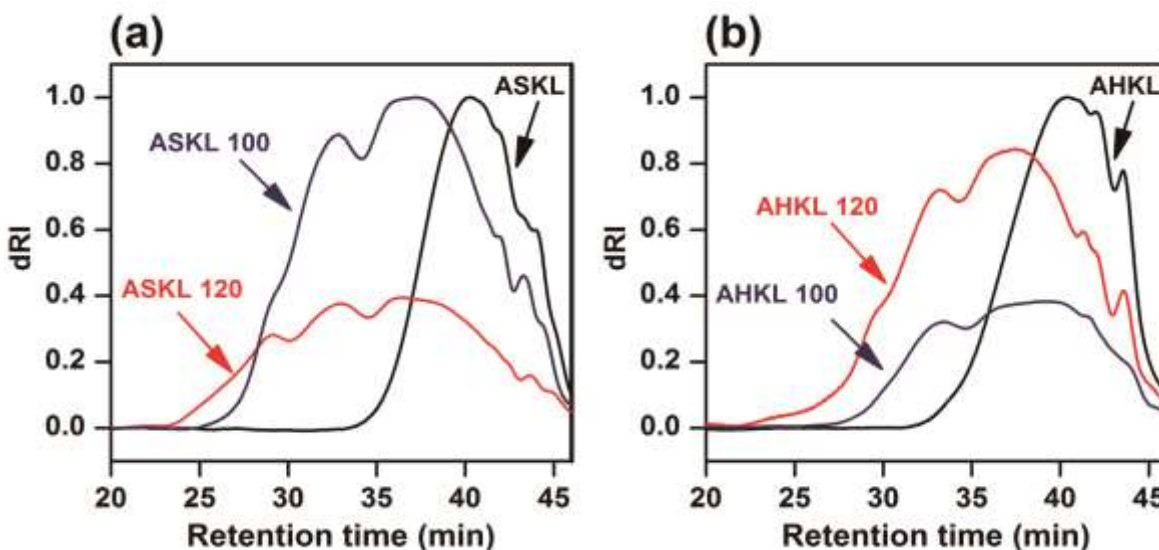 (a)
dRI
1.0
0.8
0.6
0.4
0.2
0.0
ASKL
ASKL 100
ASKL 120
20 25 30 35 40 45
Retention time (min)
(b)
dRI
1.0
0.8
0.6
0.4
0.2
0.0
AHKL
AHKL 120
AHKL 100
20 25 30 35 40 45
Retention time (min)